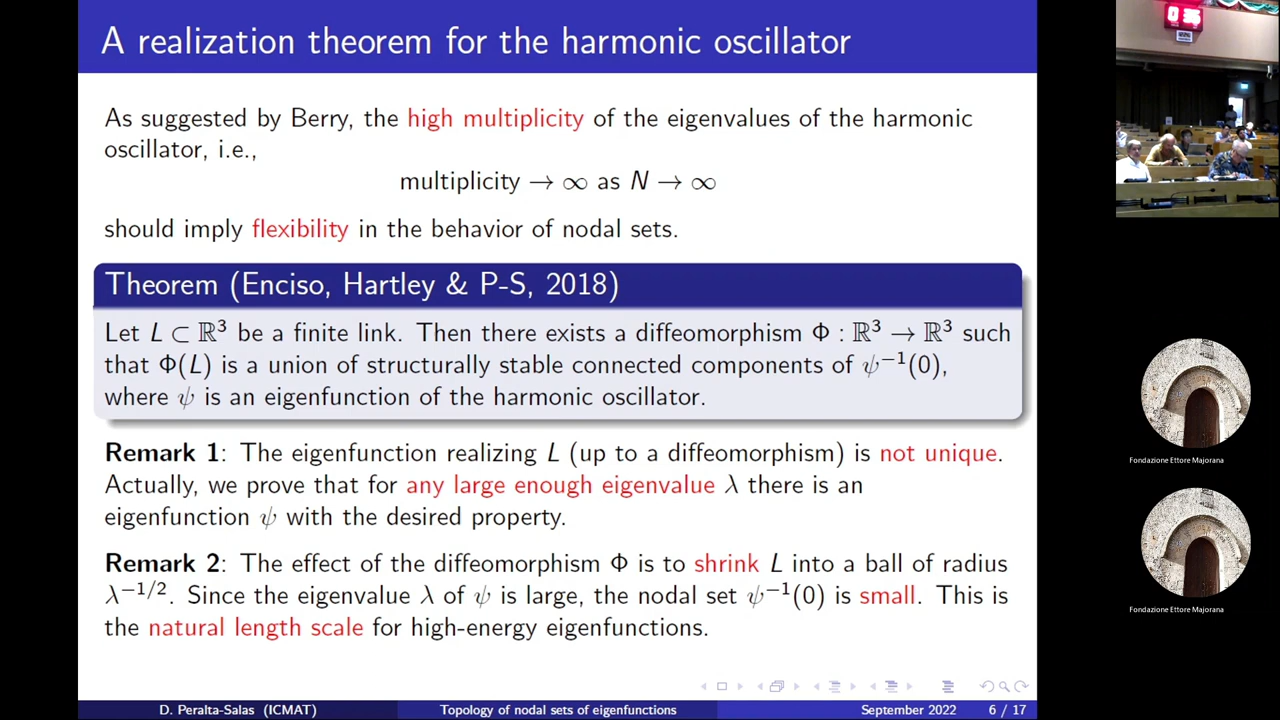 A realization theorem for the harmonic oscillator
As suggested by Berry, the high multiplicity of the eigenvalues of the harmonic
oscillator, i.e.,
multiplicity → ∞ as N → ∞
should imply flexibility in the behavior of nodal sets.
Theorem (Enciso, Hartley & P-S, 2018)
Let L ⊂ ℝ³ be a finite link. Then there exists a diffeomorphism Φ : ℝ³ → ℝ³ such
that Φ(L) is a union of structurally stable connected components of ψ⁻¹(0),
where ψ is an eigenfunction of the harmonic oscillator.
Remark 1: The eigenfunction realizing L (up to a diffeomorphism) is not unique.
Actually, we prove that for any large enough eigenvalue λ there is an
eigenfunction ψ with the desired property.
Remark 2: The effect of the diffeomorphism Φ is to shrink L into a ball of radius
λ⁻¹/². Since the eigenvalue λ of ψ is large, the nodal set ψ⁻¹(0) is small. This is
the natural length scale for high-energy eigenfunctions.
D. Peralta-Salas (ICMAT) Topology of nodal sets of eigenfunctions September 2022 6 / 17
Fondazione Ettore Majorana
Fondazione Ettore Majorana